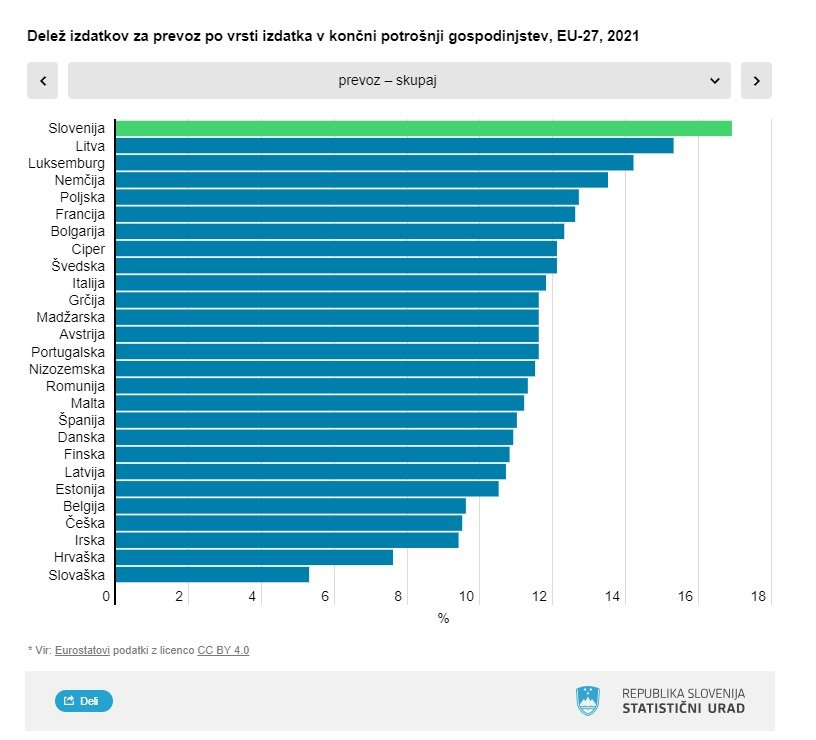 Delež izdatkov za prevoz po vrsti izdatka v končni potrošnji gospodinjstev, EU-27, 2021
prevoz – skupaj
Slovenija
Litva
Luksemburg
Nemčija
Poljska
Francija
Bolgarija
Ciper
Švedska
Italija
Grčija
Madžarska
Avstrija
Portugalska
Nizozemska
Romunija
Malta
Španija
Danska
Finska
Latvija
Estonija
Belgija
Češka
Irska
Hrvaška
Slovaška
0 2 4 6 8 10 12 14 16 18
%
* Vir: Eurostatovi podatki z licenco CC BY 4.0
Deli
REPUBLIKA SLOVENIJA
STATISTIČNI URAD